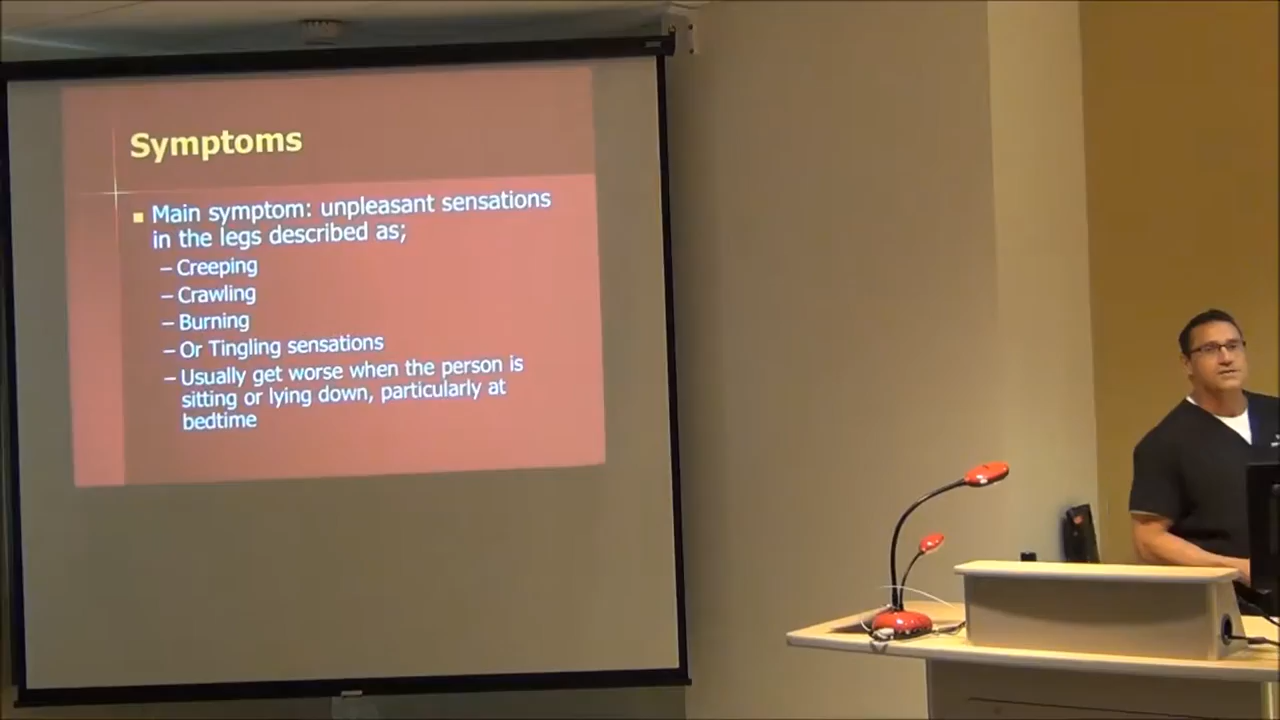 Symptoms
Main symptom: unpleasant sensations
in the legs described as;
– Creeping
– Crawling
– Burning
– Or Tingling sensations
– Usually get worse when the person is
sitting or lying down, particularly at
bedtime